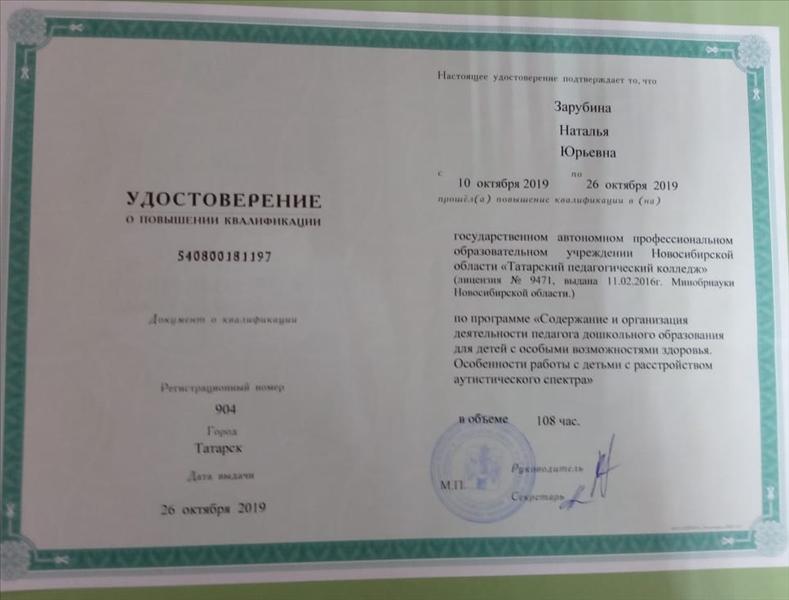 УДОСТОВЕРЕНИЕ
О ПОВЫШЕНИИ КВАЛИФИКАЦИИ
540800181197
Документ о квалификации
Регистрационный номер
904
Город
Татарск
Дата выдачи
26 октября 2019
Настоящее удостоверение подтверждает то, что
Зарубина
Наталья
Юрьевна
с по
10 октября 2019 26 октября 2019
прошёл(а) повышение квалификации в (на)
государственном автономном профессиональном
образовательном учреждении Новосибирской
области «Татарский педагогический колледж»
(лицензия № 9471, выдана 11.02.2016г. Минобрнауки
Новосибирской области.)
по программе «Содержание и организация
деятельности педагога дошкольного образования
для детей с особыми возможностями здоровья.
Особенности работы с детьми с расстройством
аутистического спектра»
в объеме 108 час.
Руководитель
М.П.
Секретарь